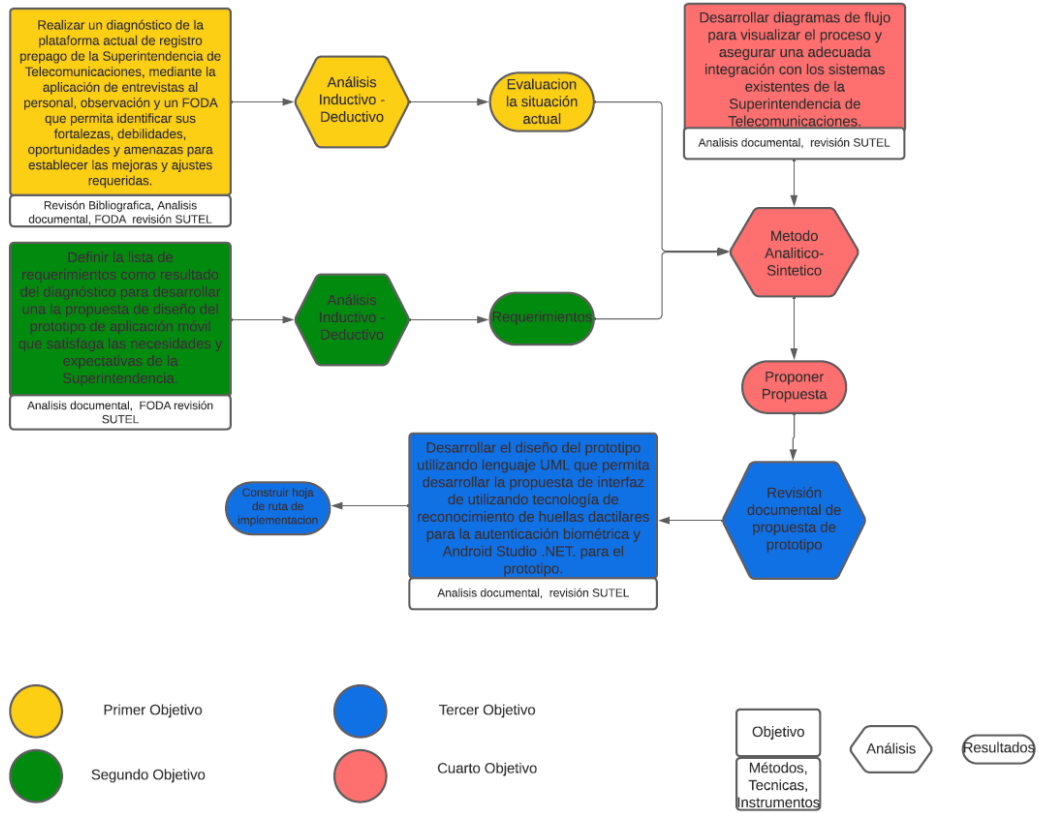 Realizar un diagnóstico de la
plataforma actual de registro
prepago de la Superintendencia de
Telecomunicaciones, mediante la
aplicación de entrevistas al
personal, observación y un FODA
que permita identificar sus
fortalezas, debilidades,
oportunidades y amenazas para
establecer las mejoras y ajustes
requeridas.
Revisón Bibliografica, Analisis
documental, FODA revisión SUTEL
Análisis
Inductivo -
Deductivo
Evaluacion
la situación
actual
Desarrollar diagramas de flujo
para visualizar el proceso y
asegurar una adecuada
integración con los sistemas
existentes de la
Superintendencia de
Telecomunicaciones.
Analisis documental, revisión SUTEL
Definir la lista de
requerimientos como resultado
del diagnóstico para desarrollar
una la propuesta de diseño del
prototipo de aplicación móvil
que satisfaga las necesidades y
expectativas de la
Superintendencia.
Analisis documental, FODA revisión
SUTEL
Análisis
Inductivo -
Deductivo
Requerimientos
Metodo
Analitico-
Sintetico
Proponer
Propuesta
Revisión
documental de
propuesta de
prototipo
Desarrollar el diseño del prototipo
utilizando lenguaje UML que permita
desarrollar la propuesta de interfaz
de utilizando tecnología de
reconocimiento de huellas dactilares
para la autenticación biométrica y
Android Studio .NET. para el
prototipo.
Analisis documental, revisión SUTEL
Construir hoja
de ruta de
implementacion
Primer Objetivo
Segundo Objetivo
Tercer Objetivo
Cuarto Objetivo
Objetivo
Métodos,
Tecnicas,
Instrumentos
Análisis
Resultados